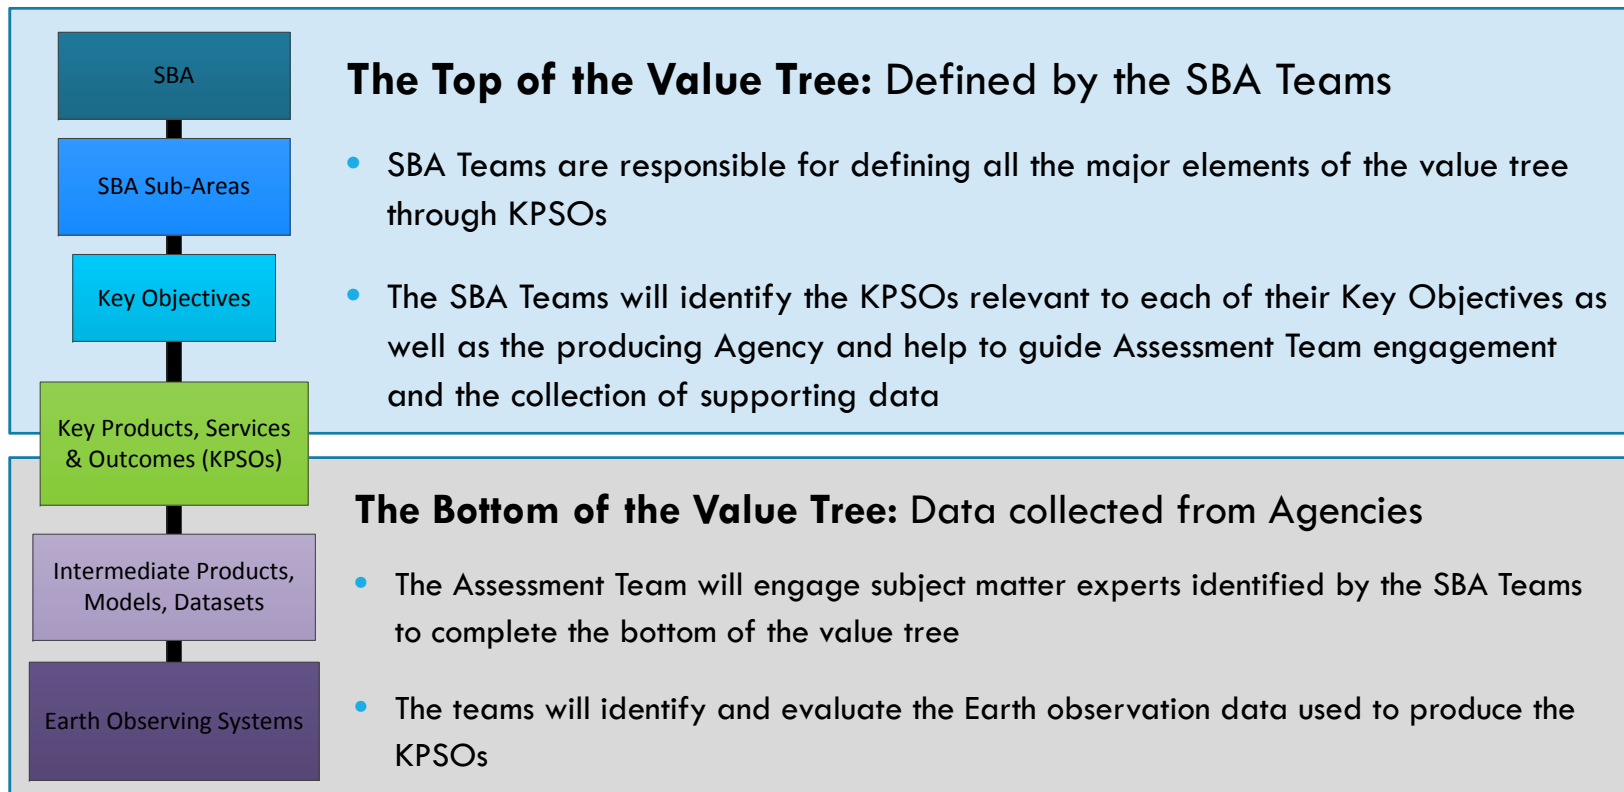 SBA
SBA Sub-Areas
Key Objectives
Key Products, Services
& Outcomes (KPSOs)
Intermediate Products,
Models, Datasets
Earth Observing Systems
The Top of the Value Tree: Defined by the SBA Teams
• SBA Teams are responsible for defining all the major elements of the value tree
through KPSOs
• The SBA Teams will identify the KPSOs relevant to each of their Key Objectives as
well as the producing Agency and help to guide Assessment Team engagement
and the collection of supporting data
The Bottom of the Value Tree: Data collected from Agencies
• The Assessment Team will engage subject matter experts identified by the SBA Teams
to complete the bottom of the value tree
• The teams will identify and evaluate the Earth observation data used to produce the
KPSOs